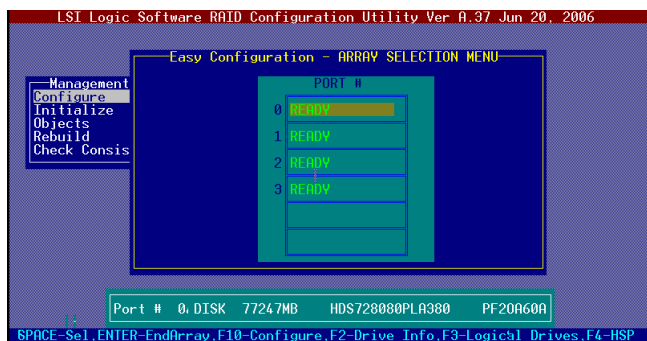 LSI Logic Software RAID Configuration Utility Ver A.37 Jun 20, 2006
Easy Configuration - ARRAY SELECTION MENU
Management
Configure
Initialize
Objects
Rebuild
Check Consis
PORT #
0 READY
1 READY
2 READY
3 READY
Port # 0, DISK 77247MB HDS728080PLA380 PF2OA60A
SPACE-Sel,ENTER-EndArray,F10-Configure,F2-Drive Info,F3-Logical Drives,F4-HSP